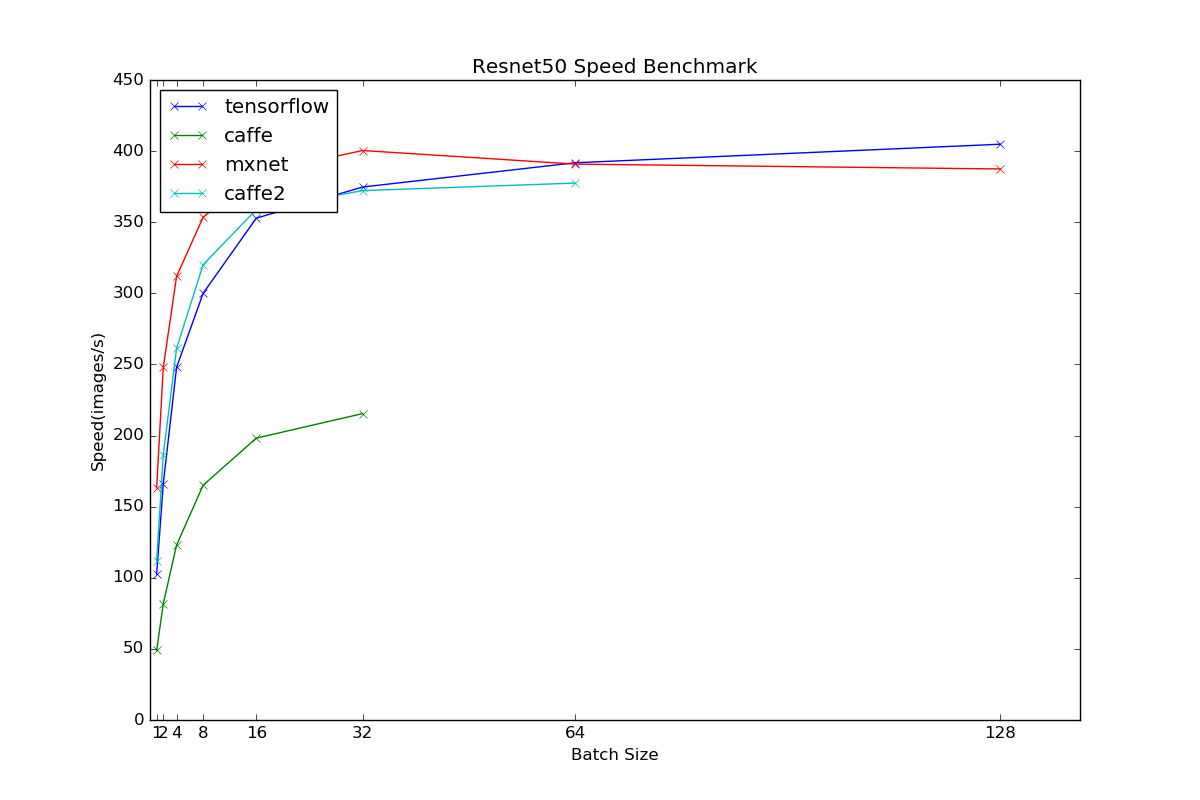 Resnet50 Speed Benchmark
450
400
350
300
250
200
150
100
50
0
Speed(images/s)
tensorflow
caffe
mxnet
caffe2
1 2 4 8 16 32 64 128
Batch Size